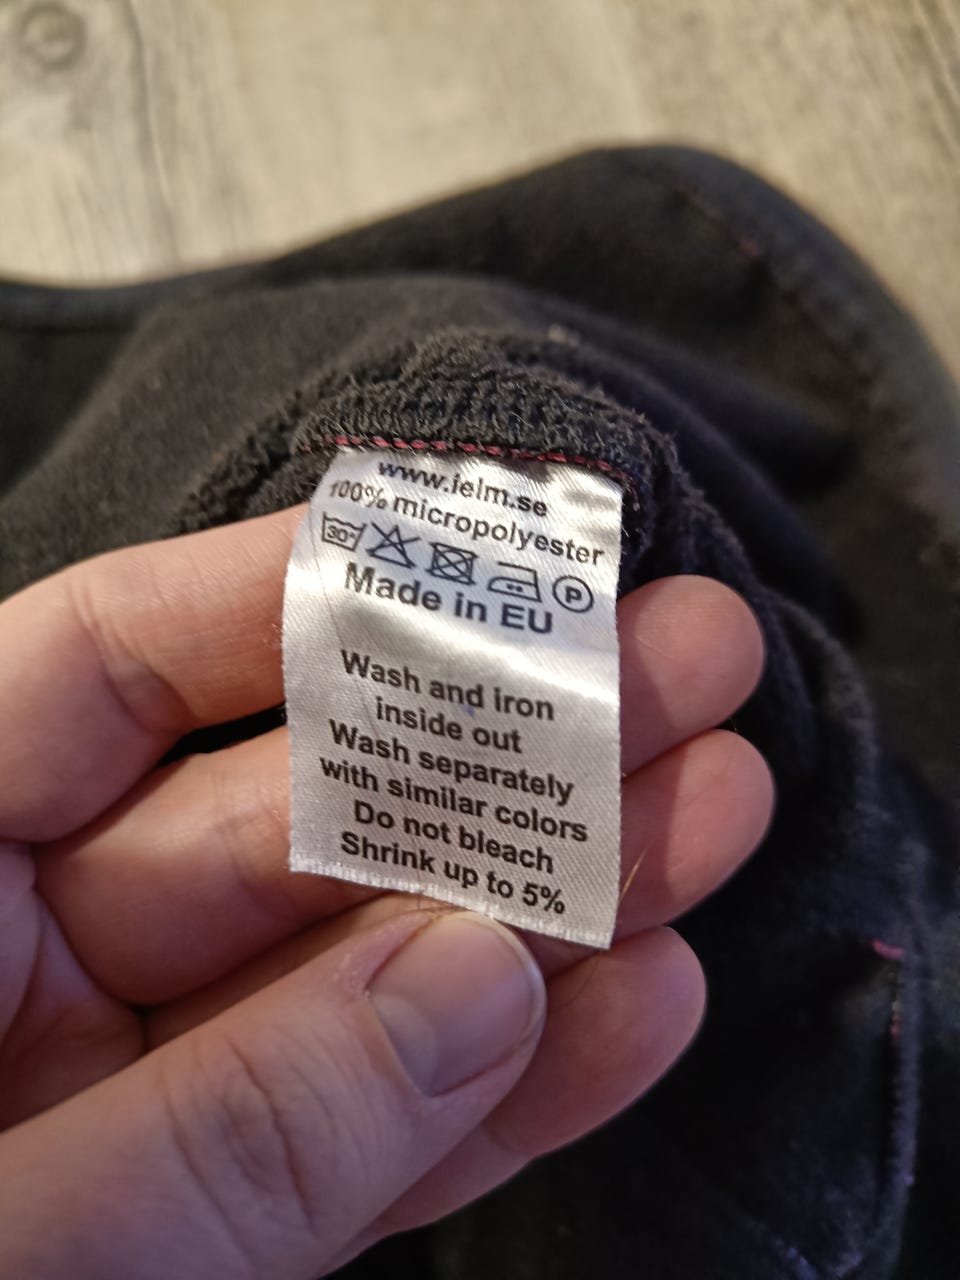 www.ielm.se
100% micropolyester
30° P
Made in EU
Wash and iron
inside out
Wash separately
with similar colors
Do not bleach
Shrink up to 5%